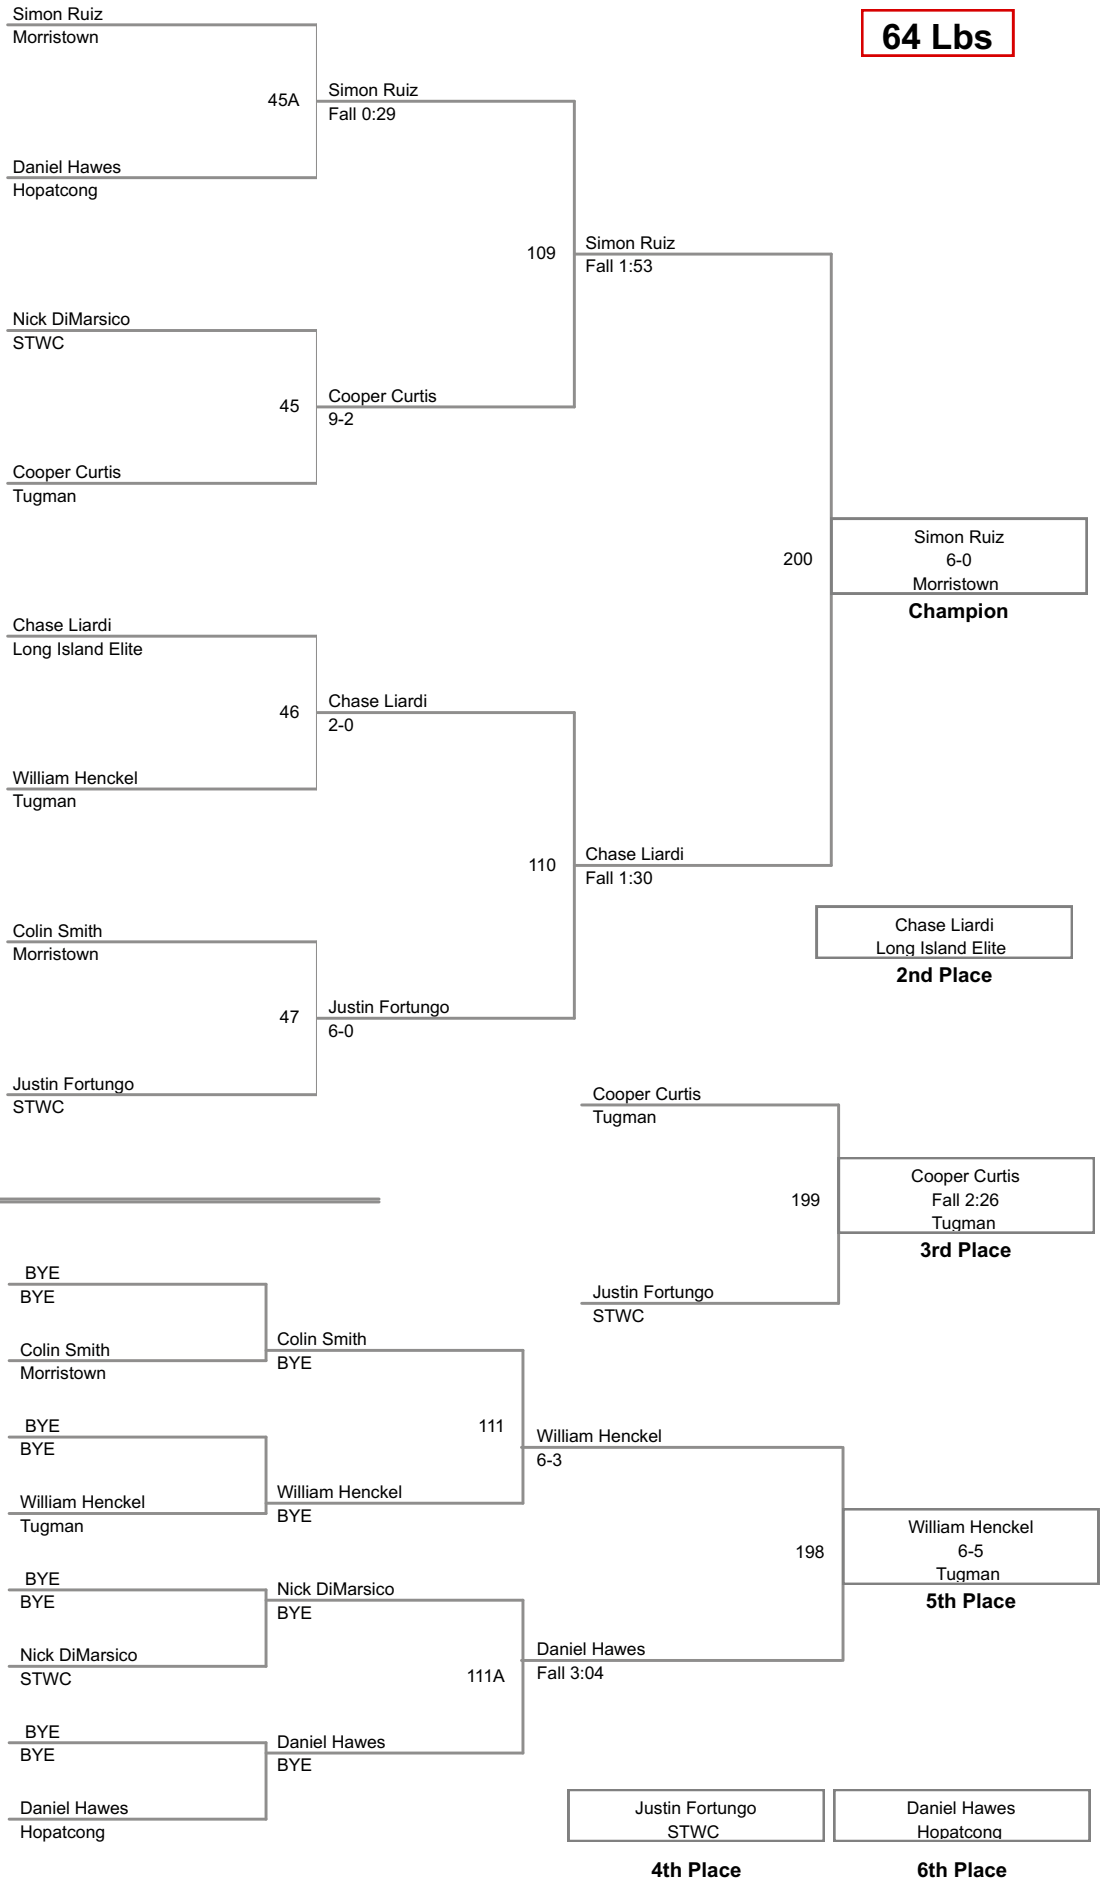 64 Lbs
Simon Ruiz
Morristown
45A
Simon Ruiz
Fall 0:29
Daniel Hawes
Hopatcong
109
Simon Ruiz
Fall 1:53
Nick DiMarsico
STWC
45
Cooper Curtis
9-2
Cooper Curtis
Tugman
200
Simon Ruiz
6-0
Morristown
Champion
Chase Liardi
Long Island Elite
46
Chase Liardi
2-0
William Henckel
Tugman
110
Chase Liardi
Fall 1:30
Colin Smith
Morristown
47
Justin Fortungo
6-0
Justin Fortungo
STWC
Chase Liardi
Long Island Elite
2nd Place
Cooper Curtis
Tugman
199
Cooper Curtis
Fall 2:26
Tugman
3rd Place
Justin Fortungo
STWC
BYE
BYE
Colin Smith
Morristown
Colin Smith
BYE
111
William Henckel
6-3
BYE
BYE
William Henckel
Tugman
William Henckel
BYE
198
William Henckel
6-5
Tugman
5th Place
BYE
BYE
Nick DiMarsico
STWC
Nick DiMarsico
BYE
111A
Daniel Hawes
Fall 3:04
BYE
BYE
Daniel Hawes
Hopatcong
Daniel Hawes
BYE
Justin Fortungo
STWC
4th Place
Daniel Hawes
Hopatcong
6th Place